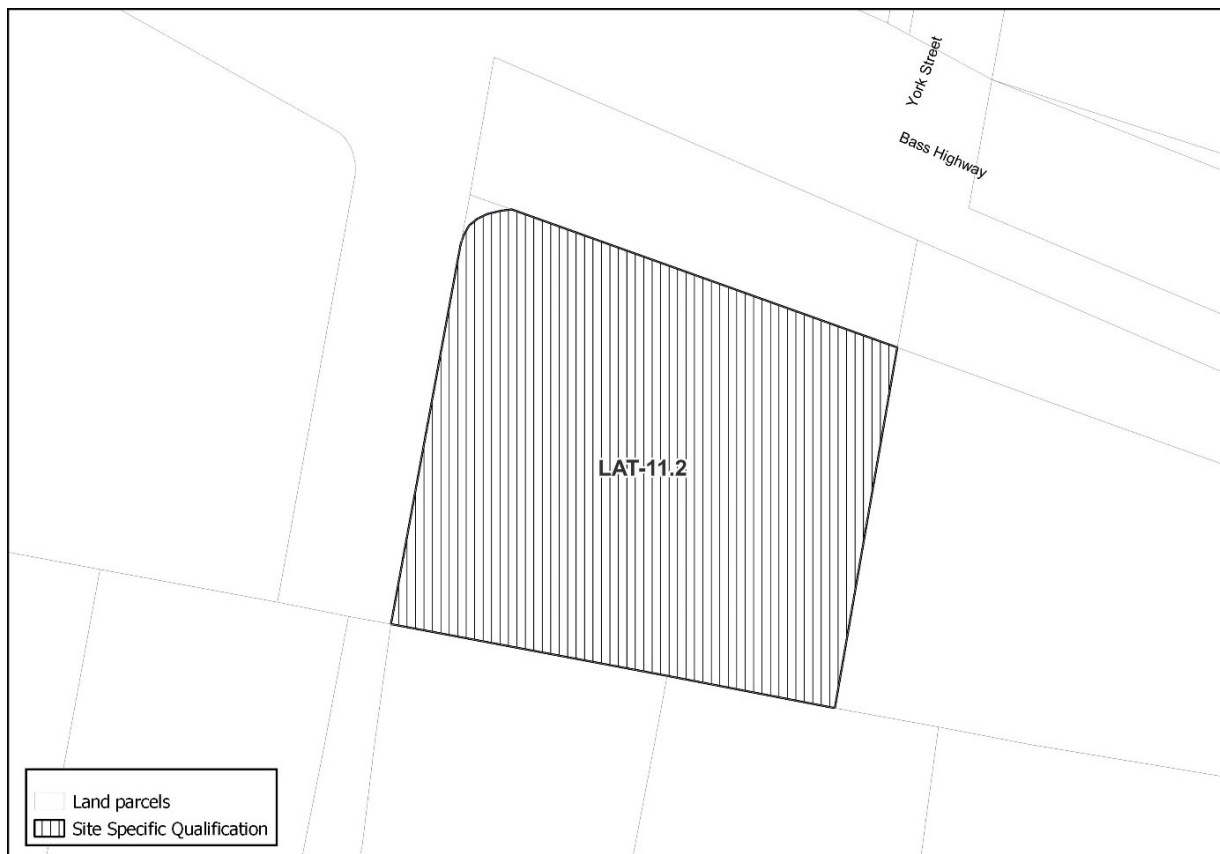 York Street
Bass Highway
LAT-11.2
Land parcels
Site Specific Qualification